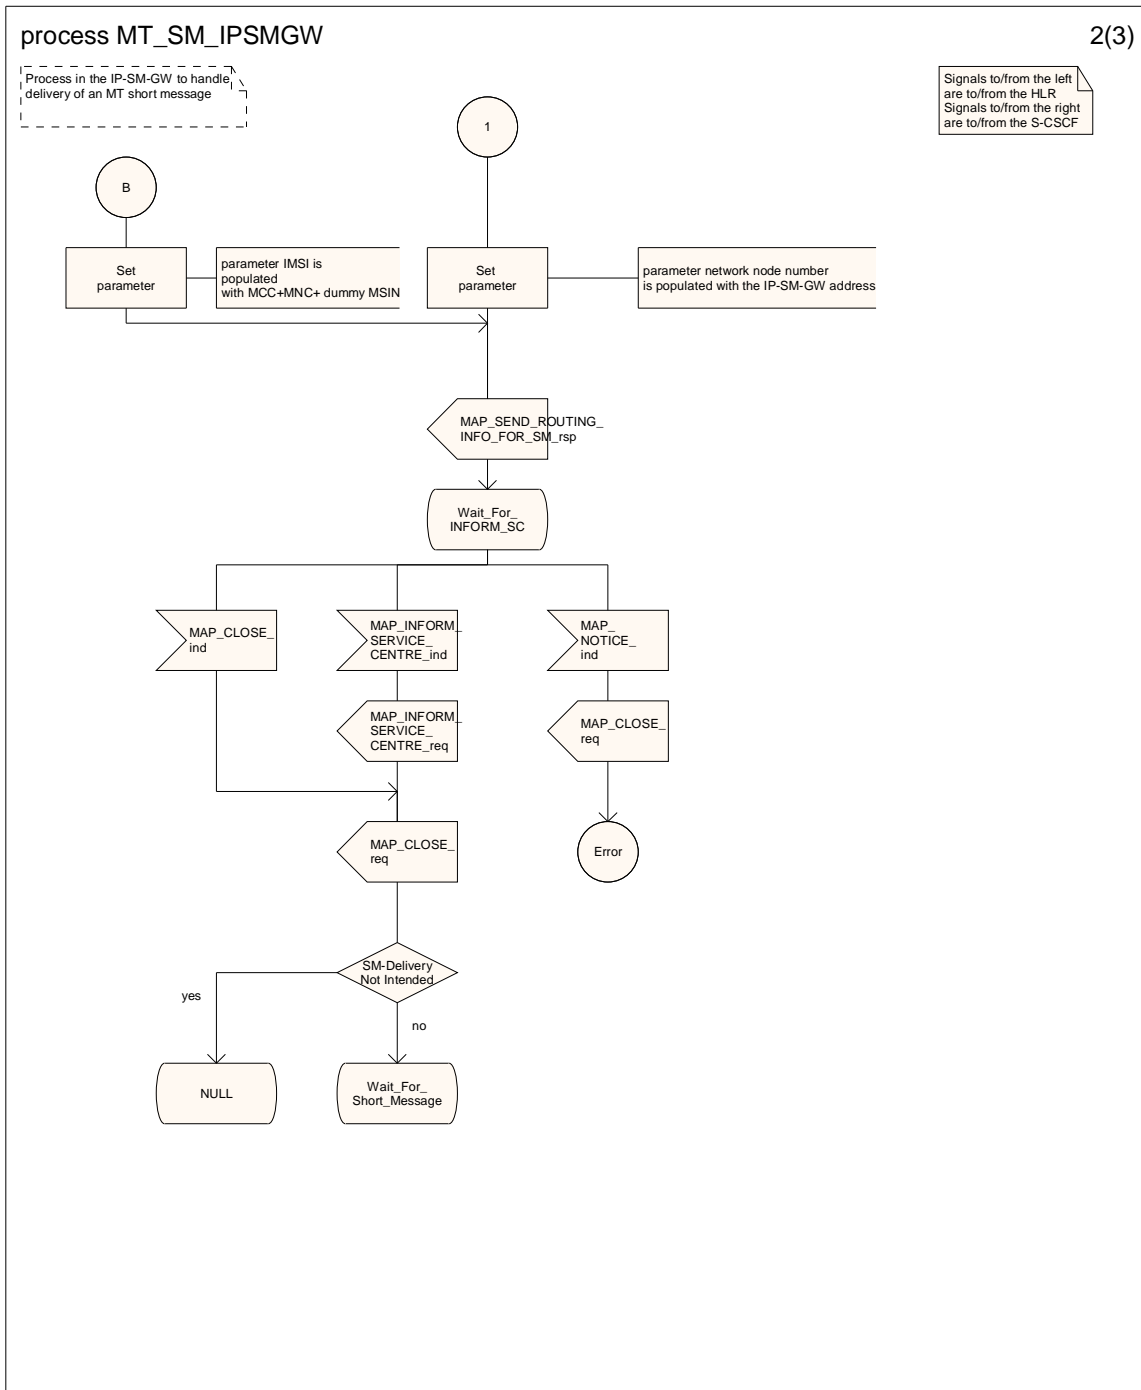 process MT_SM_IPSMGW
2(3)
Process in the IP-SM-GW to handle
delivery of an MT short message
Signals to/from the left
are to/from the HLR
Signals to/from the right
are to/from the S-CSCF
1
B
Set
parameter
parameter IMSI is
populated
with MCC+MNC+ dummy MSIN
Set
parameter
parameter network node number
is populated with the IP-SM-GW address
MAP_SEND_ROUTING_
INFO_FOR_SM_rsp
Wait_For_
INFORM_SC
MAP_CLOSE_
ind
MAP_INFORM_
SERVICE_
CENTRE_ind
MAP_
NOTICE_
ind
MAP_INFORM_
SERVICE_
CENTRE_req
MAP_CLOSE_
req
MAP_CLOSE_
req
Error
SM-Delivery
Not Intended
yes
no
NULL
Wait_For_
Short_Message